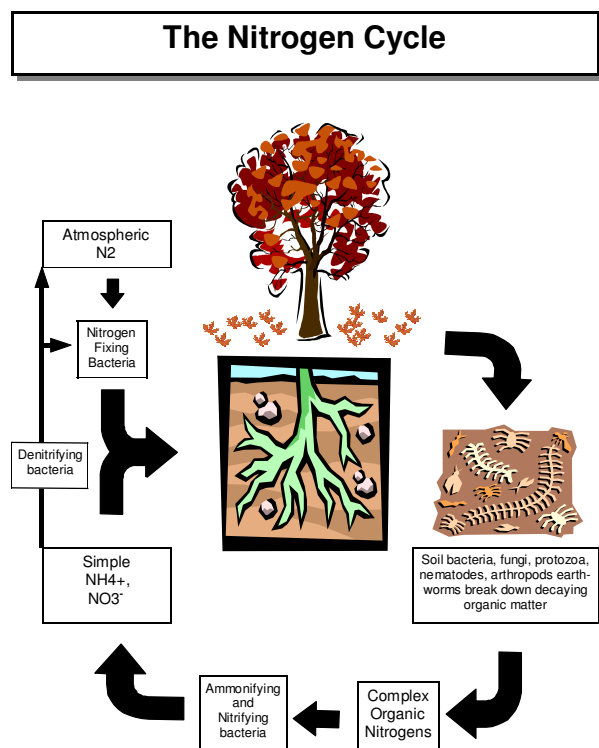 The Nitrogen Cycle
Atmospheric
N2
Nitrogen
Fixing
Bacteria
Denitrifying
bacteria
Simple
NH4+,
NO3⁻
Soil bacteria, fungi, protozoa,
nematodes, arthropods earth-
worms break down decaying
organic matter
Ammonifying
and
Nitrifying
bacteria
Complex
Organic
Nitrogens